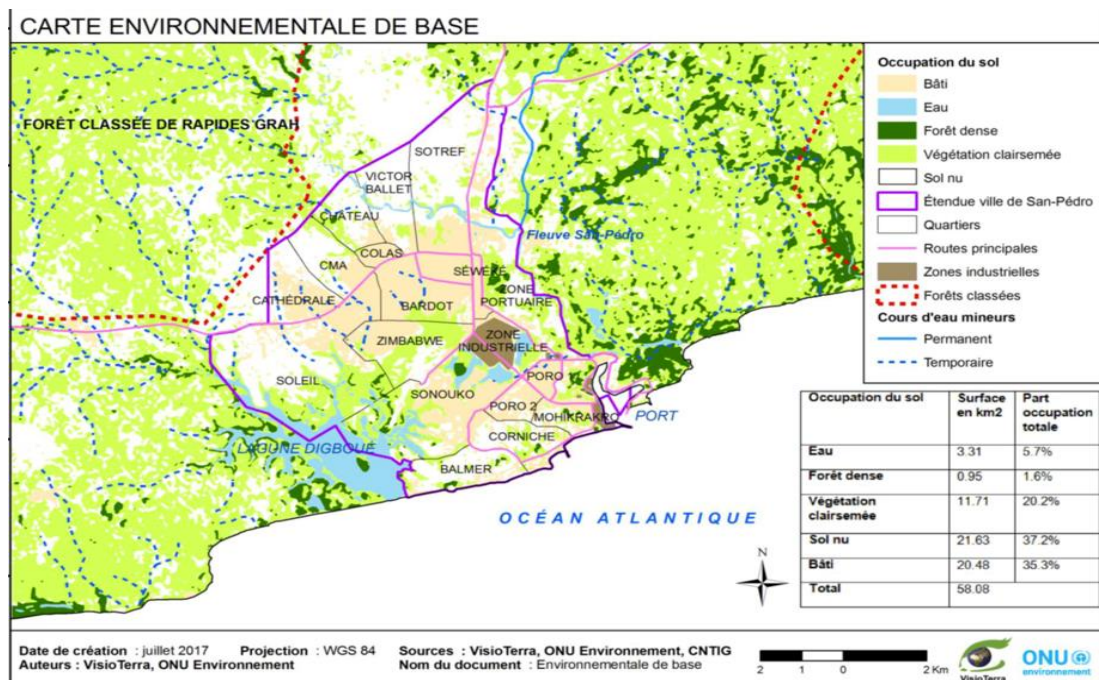 CARTE ENVIRONNEMENTALE DE BASE
FORÊT CLASSÉE DE RAPIDES GRAH
SOTREF
VICTOR
BALLET
CHATEAU
COLAS
CMA
Fleuve San-Pédro
SÉWÉKÉ
CATHÉDRALE
BARDOT
ZONE
PORTUAIRE
ZIMBABWE
ZONE
INDUSTRIELLE
SOLEIL
SONOUKO
PORO 1
PORO 2
MOHIKRAKRO
PORT
CORNICHE
LAGUNE DIGBOUÉ
BALMER
OCÉAN ATLANTIQUE
N
Occupation du sol
Bâti
Eau
Forêt dense
Végétation clairsemée
Sol nu
Étendue ville de San-Pédro
Quartiers
Routes principales
Zones industrielles
Forêts classées
Cours d'eau mineurs
Permanent
Temporaire
Occupation du sol Surface en km2 Part occupation totale
Eau 3.31 5.7%
Forêt dense 0.95 1.6%
Végétation clairsemée 11.71 20.2%
Sol nu 21.63 37.2%
Bâti 20.48 35.3%
Total 58.08
Date de création : juillet 2017 Projection : WGS 84 Sources : VisioTerra, ONU Environnement, CNTIG
Auteurs : VisioTerra, ONU Environnement Nom du document : Environnementale de base
2 1 0 2 Km
VISIOTERRA
ONU
environnement